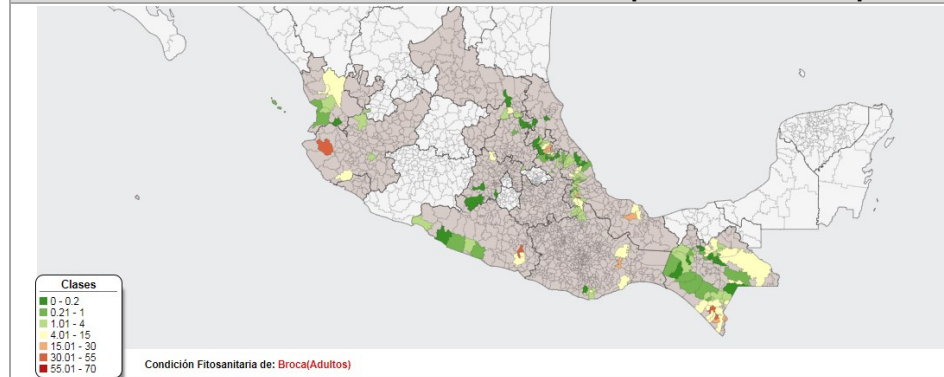 Clases
0 - 0.2
0.21 - 1
1.01 - 4
4.01 - 15
15.01 - 30
30.01 - 55
55.01 - 70
Condición Fitosanitaria de: Broca(Adultos)